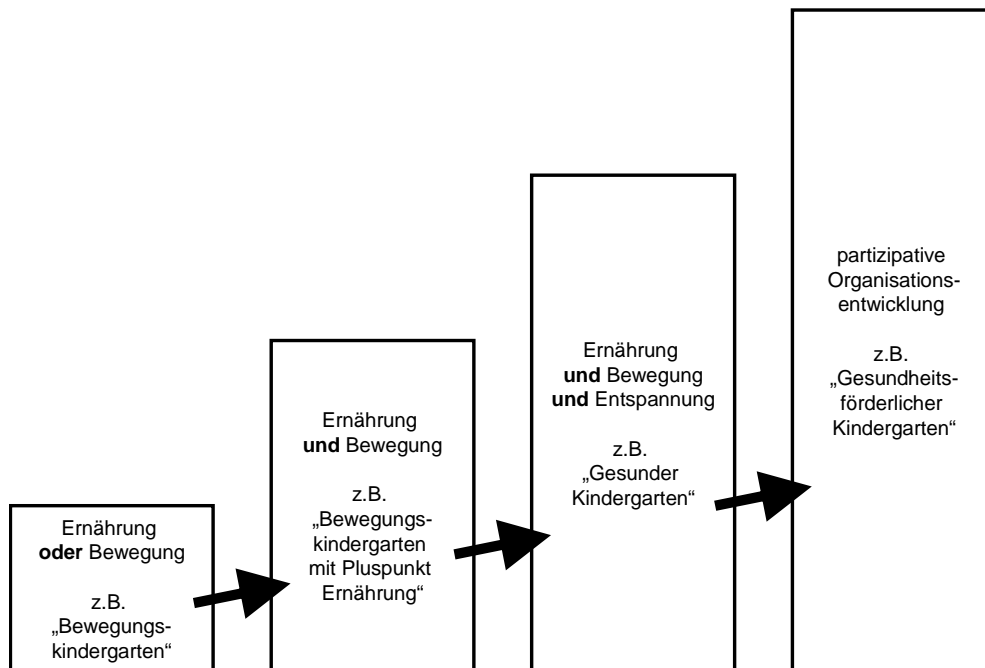 Ernährung
oder Bewegung
z.B.
„Bewegungs-
kindergarten“
Ernährung
und Bewegung
z.B.
„Bewegungs-
kindergarten
mit Pluspunkt
Ernährung“
Ernährung
und Bewegung
und Entspannung
z.B.
„Gesunder
Kindergarten“
partizipative
Organisations-
entwicklung
z.B.
„Gesundheits-
förderlicher
Kindergarten“